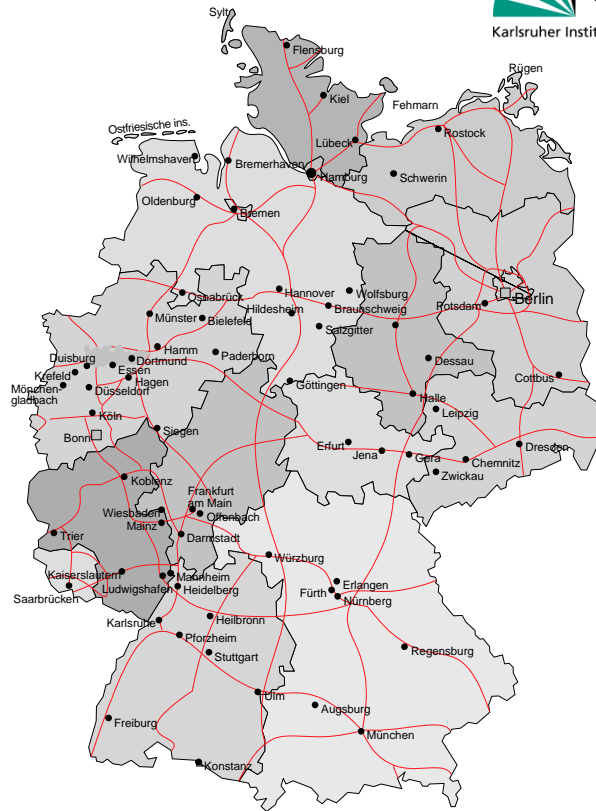 Karlsruher Instit
Sylt
Flensburg
Rügen
Kiel
Fehmarn
Ostfriesische ins.
Rostock
Lübeck
Wilhelmshaven
Bremerhaven
Hamburg
Schwerin
Oldenburg
Bremen
Osnabrück
Hannover
Wolfsburg
Berlin
Potsdam
Münster
Bielefeld
Hildesheim
Braunschweig
Salzgitter
Hamm
Paderborn
Dortmund
Duisburg
Essen
Dessau
Krefeld
Hagen
Cottbus
Mönchen-
gladbach
Düsseldorf
Göttingen
Halle
Köln
Leipzig
Bonn
Siegen
Erfurt
Jena
Gera
Chemnitz
Dresden
Zwickau
Koblenz
Frankfurt
am Main
Wiesbaden
Offenbach
Mainz
Trier
Darmstadt
Würzburg
Kaiserslautern
Mannheim
Erlangen
Ludwigshafen
Heidelberg
Fürth
Nürnberg
Saarbrücken
Karlsruhe
Heilbronn
Pforzheim
Regensburg
Stuttgart
Ulm
Augsburg
Freiburg
München
Konstanz